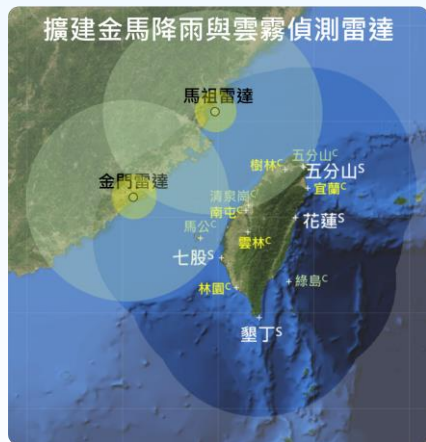 擴建金馬降雨與雲霧偵測雷達
馬祖雷達
五分山C
樹林C
五分山S
金門雷達
宜蘭C
清泉崗C
南屯C
花蓮S
馬公C
雲林C
七股S
林園C
綠島C
墾丁S